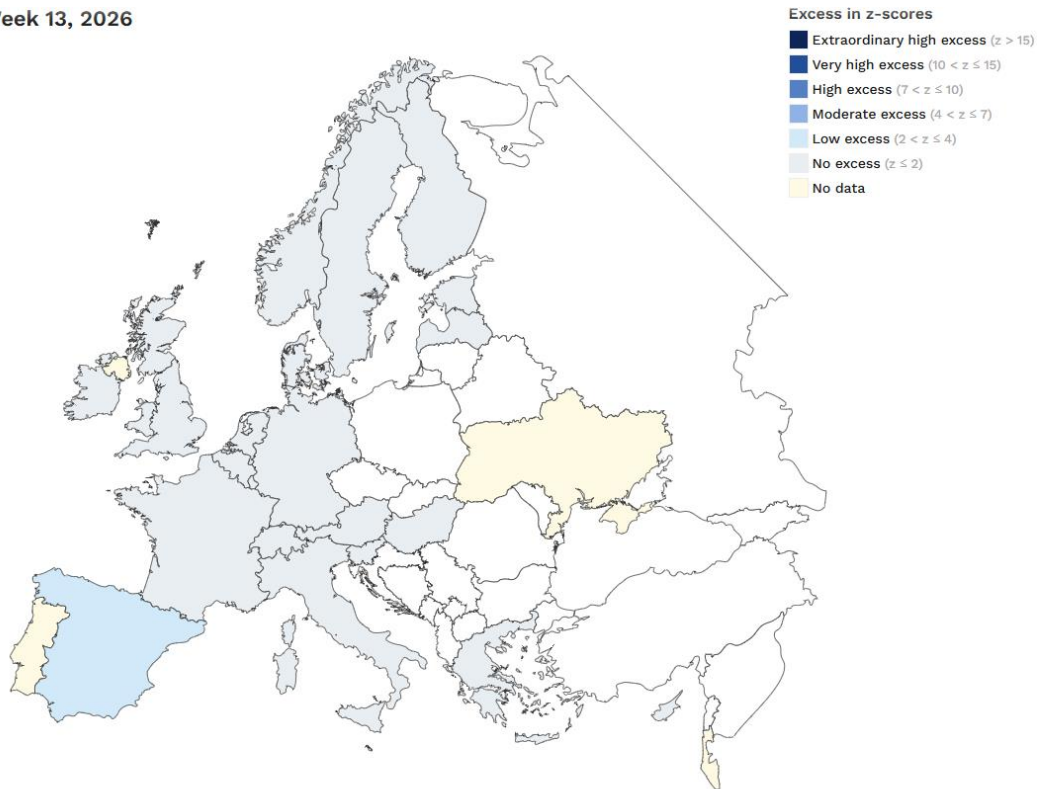 eek 13, 2026
Excess in z-scores
Extraordinary high excess (z > 15)
Very high excess (10 < z ≤ 15)
High excess (7 < z ≤ 10)
Moderate excess (4 < z ≤ 7)
Low excess (2 < z ≤ 4)
No excess (z ≤ 2)
No data